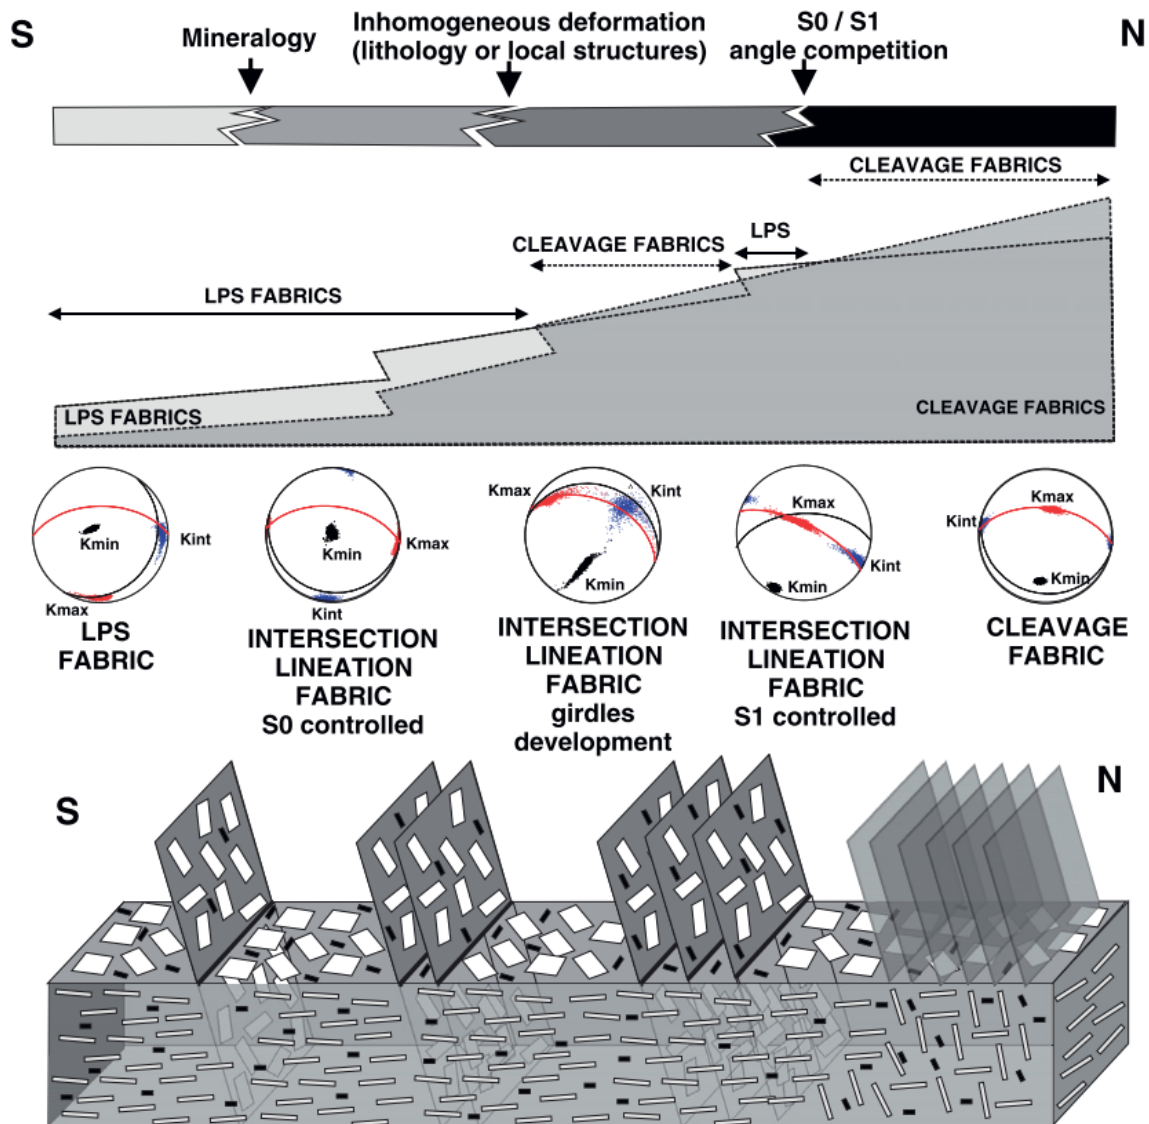 S
Mineralogy
Inhomogeneous deformation
(lithology or local structures)
S0 / S1
angle competition
N
CLEAVAGE FABRICS
CLEAVAGE FABRICS
LPS
LPS FABRICS
LPS FABRICS
CLEAVAGE FABRICS
Kmin
Kint
Kmax
LPS
FABRIC
Kmin
Kmax
Kint
INTERSECTION
LINEATION
FABRIC
S0 controlled
Kmax
Kint
Kmin
INTERSECTION
LINEATION
FABRIC
girdles
development
Kmax
Kint
Kmin
INTERSECTION
LINEATION
FABRIC
S1 controlled
Kmax
Kint
Kmin
CLEAVAGE
FABRIC
S
N